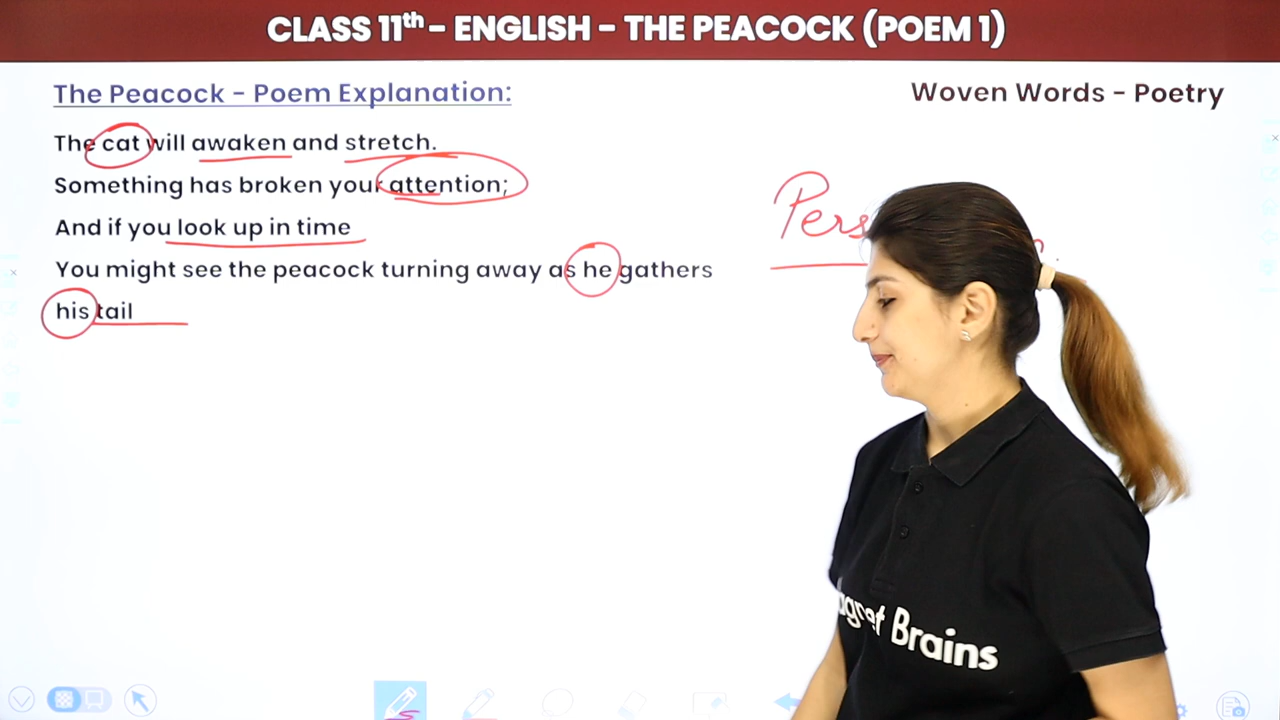 CLASS 11th - ENGLISH - THE PEACOCK (POEM 1)
The Peacock - Poem Explanation:
Woven Words - Poetry
The cat will awaken and stretch.
Something has broken your attention;
And if you look up in time
You might see the peacock turning away as he gathers
his tail
Brains